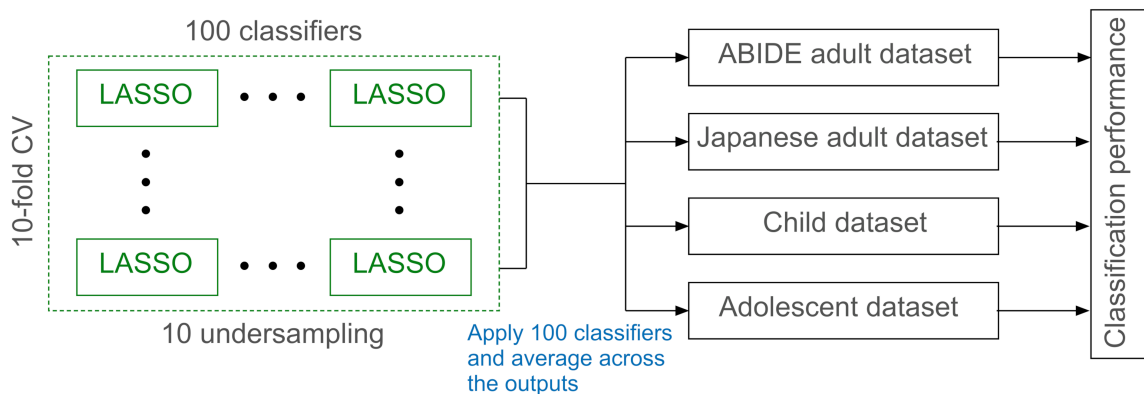 100 classifiers
10-fold CV
LASSO
LASSO
LASSO
LASSO
10 undersampling
Apply 100 classifiers
and average across
the outputs
ABIDE adult dataset
Japanese adult dataset
Child dataset
Adolescent dataset
Classification performance